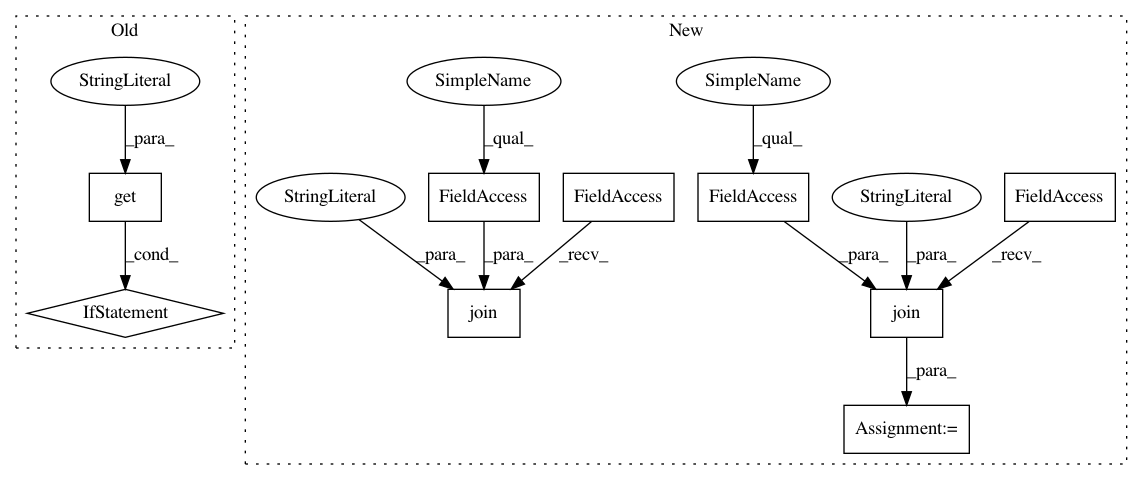 Old
New
StringLiteral
SimpleName
SimpleName
_para_
_qual_
_qual_
get
StringLiteral
FieldAccess
FieldAccess
FieldAccess
StringLiteral
FieldAccess
_cond_
_para_
_para_
_recv_
_para_
_para_
_recv_
IfStatement
join
join
_para_
Assignment:=